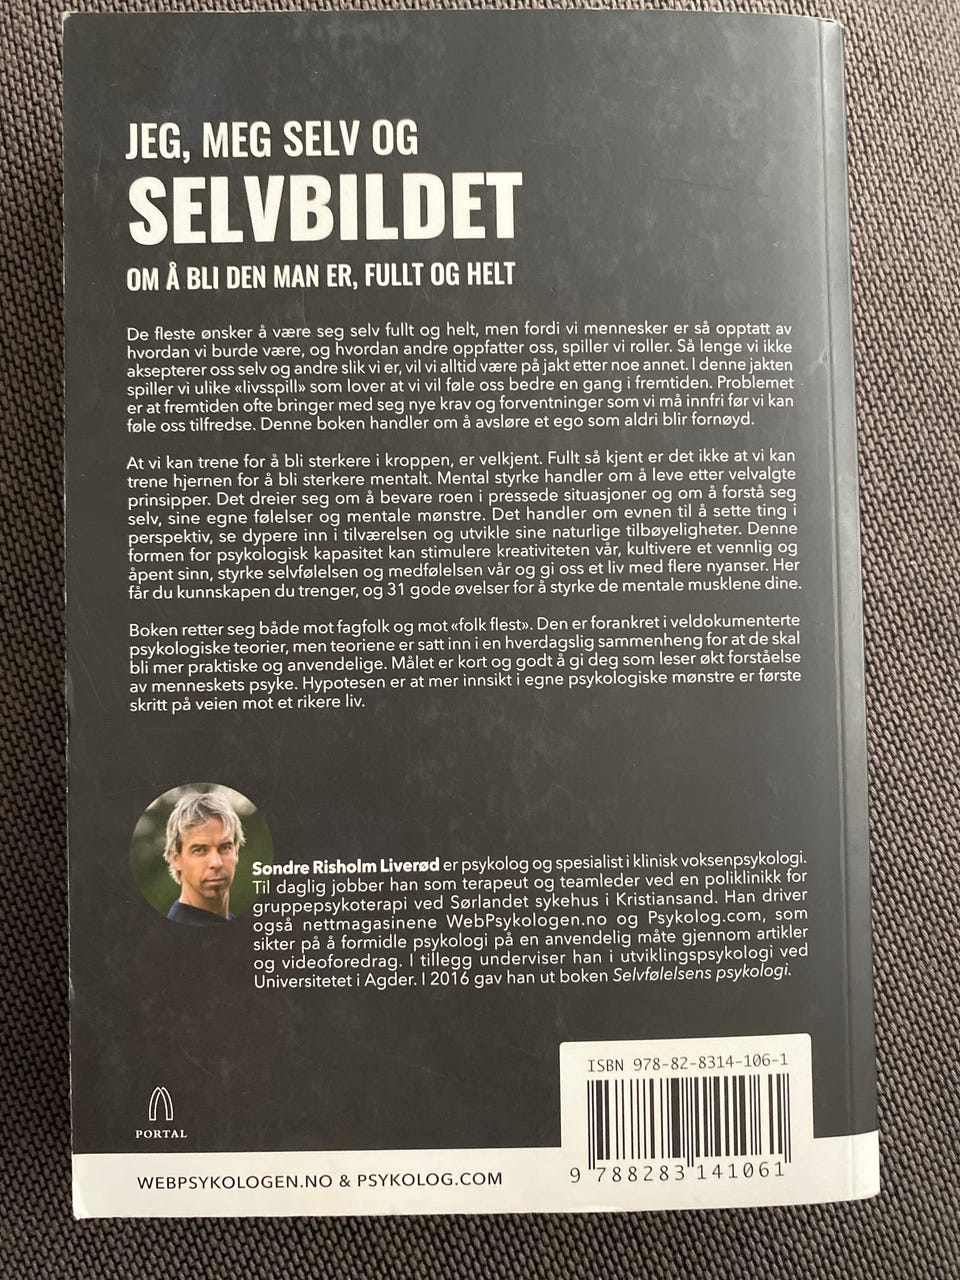 JEG, MEG SELV OG
SELVBILDET
OM Å BLI DEN MAN ER, FULLT OG HELT
De fleste ønsker å være seg selv fullt og helt, men fordi vi mennesker er så opptatt av
hvordan vi burde være, og hvordan andre oppfatter oss, spiller vi roller. Så lenge vi ikke
aksepterer oss selv og andre slik vi er, vil vi alltid være på jakt etter noe annet. I denne jakten
spiller vi ulike «livsspill» som lover at vi vil føle oss bedre en gang i fremtiden. Problemet
er at fremtiden ofte bringer med seg nye krav og forventninger som vi må innfri før vi kan
føle oss tilfredse. Denne boken handler om å avsløre et ego som aldri blir fornøyd.
At vi kan trene for å bli sterkere i kroppen, er velkjent. Fullt så kjent er det ikke at vi kan
trene hjernen for å bli sterkere mentalt. Mental styrke handler om å leve etter velvalgte
prinsipper. Det dreier seg om å bevare roen i pressede situasjoner og om å forstå seg
selv, sine egne følelser og mentale mønstre. Det handler om evnen til å sette ting i
perspektiv, se dypere inn i tilværelsen og utvikle sine naturlige tilbøyeligheter. Denne
formen for psykologisk kapasitet kan stimulere kreativiteten vår, kultivere et vennlig og
åpent sinn, styrke selvfølelsen og medfølelsen vår og gi oss et liv med flere nyanser. Her
får du kunnskapen du trenger, og 31 gode øvelser for å styrke de mentale musklene dine.
Boken retter seg både mot fagfolk og mot «folk flest». Den er forankret i veldokumenterte
psykologiske teorier, men teoriene er satt inn i en hverdagslig sammenheng for at de skal
bli mer praktiske og anvendelige. Målet er kort og godt å gi deg som leser økt forståelse
av menneskets psyke. Hypotesen er at mer innsikt i egne psykologiske mønstre er første
skritt på veien mot et rikere liv.
Sondre Risholm Liverød er psykolog og spesialist i klinisk voksenpsykologi.
Til daglig jobber han som terapeut og teamleder ved en poliklinikk for
gruppepsykoterapi ved Sørlandet sykehus i Kristiansand. Han driver
også nettmagasinene WebPsykologen.no og Psykolog.com, som
sikter på å formidle psykologi på en anvendelig måte gjennom artikler
og videoforedrag. I tillegg underviser han i utviklingspsykologi ved
Universitetet i Agder. I 2016 gav han ut boken Selvfølelsens psykologi.
PORTAL
WEBPSYKOLOGEN.NO & PSYKOLOG.COM
ISBN 978-82-8314-106-1
9 788283 141061